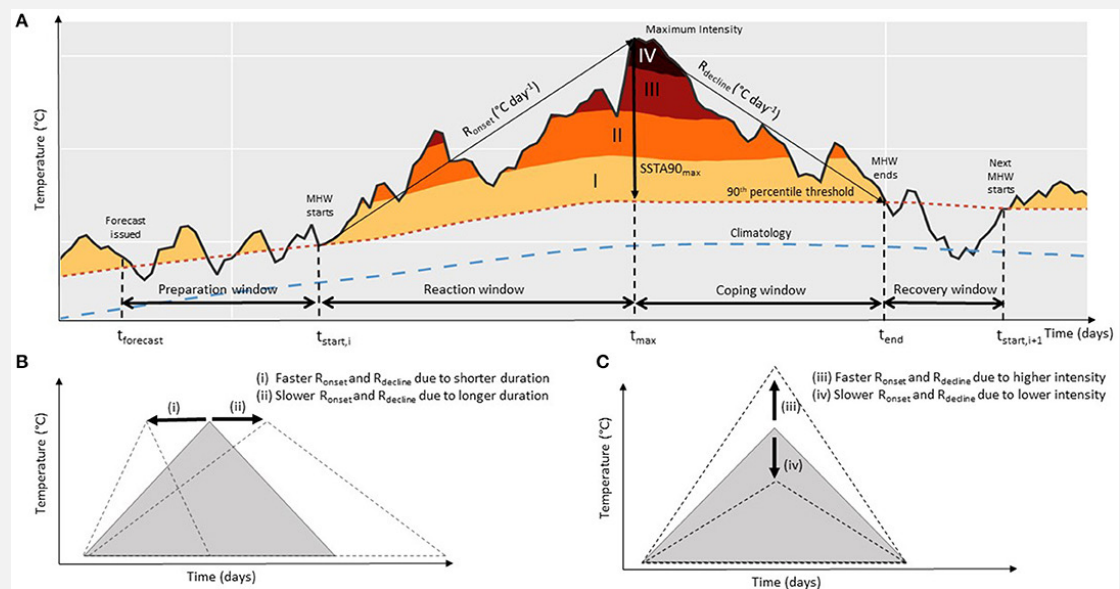 A
Maximum Intensity
IV
III
II
I
Ronset (°C day-1)
Rdecline (°C day-1)
SSTA90max
Temperature (°C)
Forecast
issued
MHW
starts
MHW
ends
Next
MHW
starts
90th percentile threshold
Climatology
Preparation window
Reaction window
Coping window
Recovery window
tforecast
tstart,i
tmax
tend
tstart,i+1
Time (days)
B
(i) Faster Ronset and Rdecline due to shorter duration
(ii) Slower Ronset and Rdecline due to longer duration
(i)
(ii)
Temperature (°C)
Time (days)
C
(iii) Faster Ronset and Rdecline due to higher intensity
(iv) Slower Ronset and Rdecline due to lower intensity
(iii)
(iv)
Temperature (°C)
Time (days)